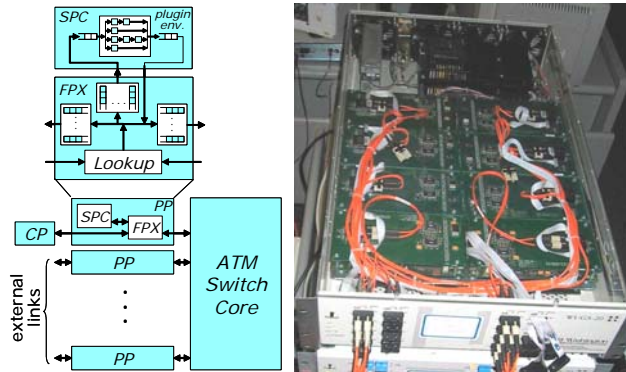 SPC
plugin
env.
FPX
Lookup
SPC
FPX
PP
CP
PP
ATM
Switch
Core
external
links
PP